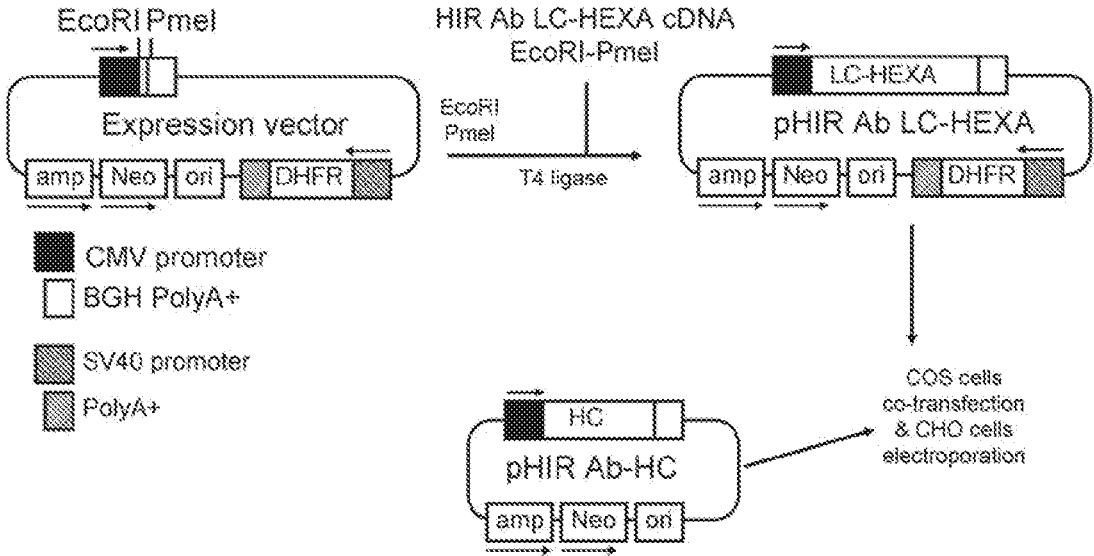 EcoRI PmeI
Expression vector
amp Neo ori DHFR
CMV promoter
BGH PolyA+
SV40 promoter
PolyA+
HIR Ab LC-HEXA cDNA
EcoRI-PmeI
EcoRI
PmeI
T4 ligase
LC-HEXA
pHIR Ab LC-HEXA
amp Neo ori DHFR
HC
pHIR Ab-HC
amp Neo ori
COS cells
co-transfection
& CHO cells
electroporation